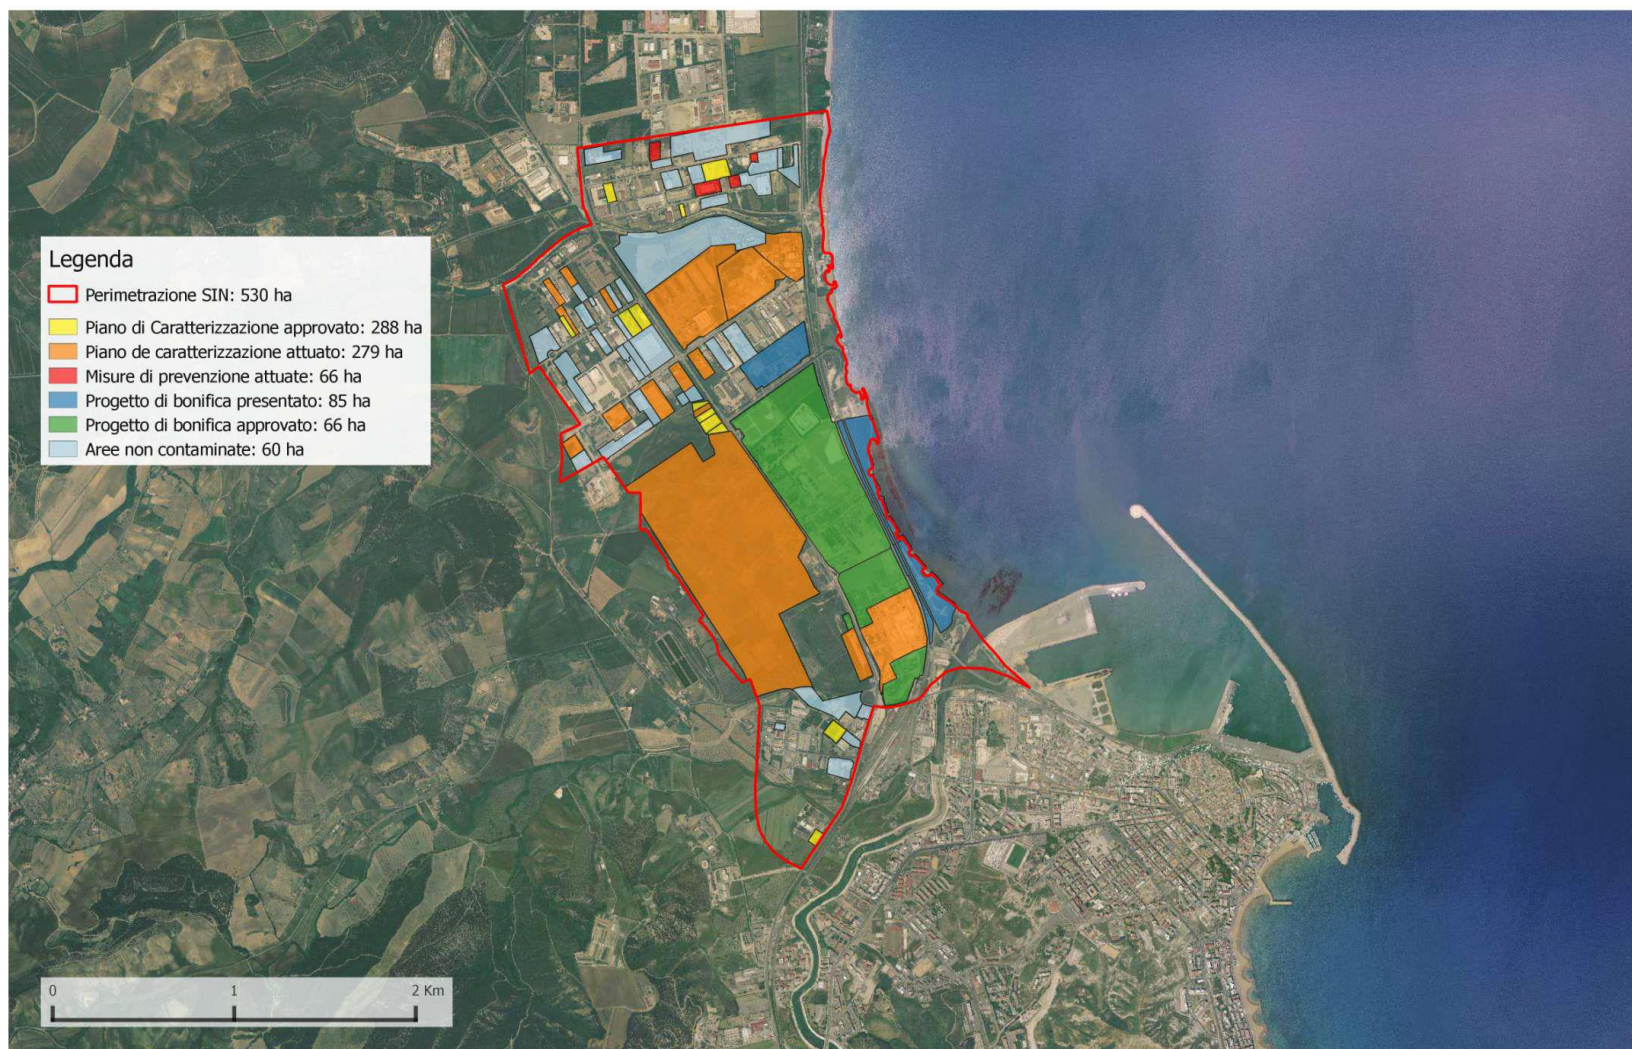 Legenda
Perimetrazione SIN: 530 ha
Piano di Caratterizzazione approvato: 288 ha
Piano de caratterizzazione attuato: 279 ha
Misure di prevenzione attuate: 66 ha
Progetto di bonifica presentato: 85 ha
Progetto di bonifica approvato: 66 ha
Aree non contaminate: 60 ha
0 1 2 Km